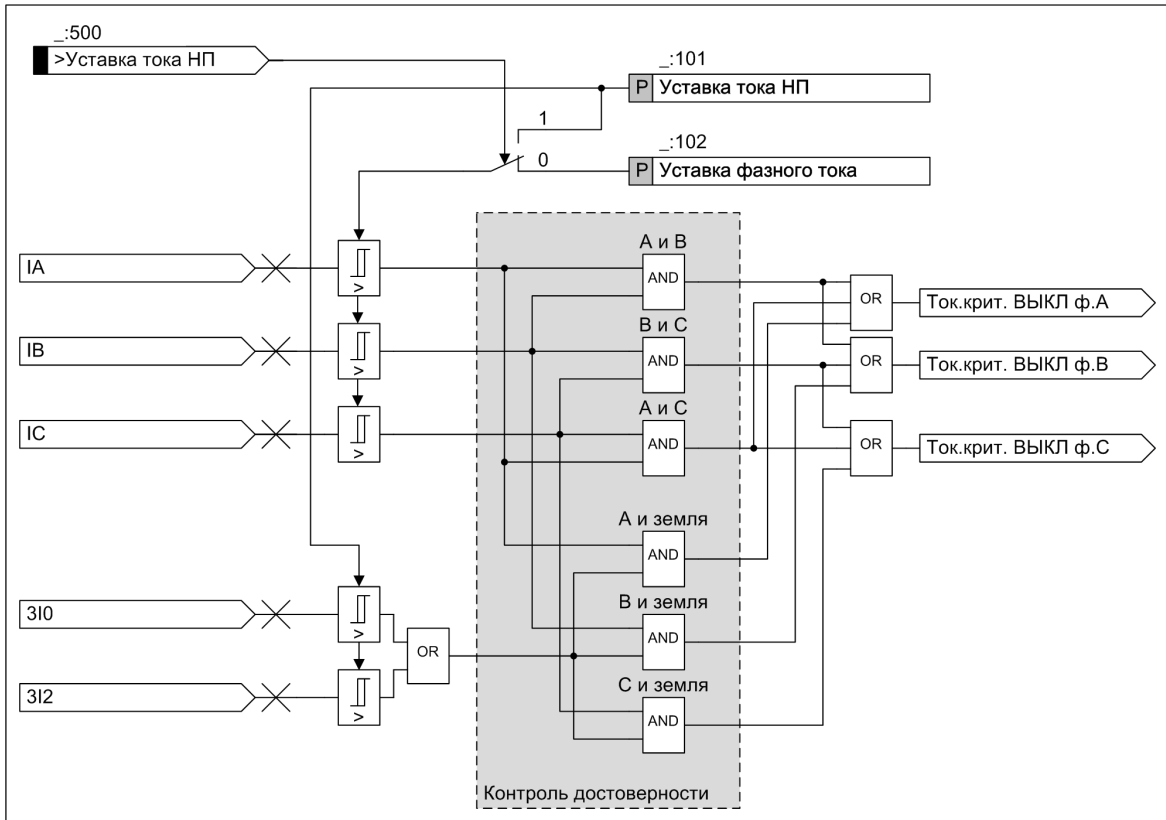 _:500
>Уставка тока НП
_:101
P Уставка тока НП
1
_:102
0
P Уставка фазного тока
А и В
IA
>
AND
OR
Ток.крит. ВЫКЛ ф.А
В и С
IB
>
AND
OR
Ток.крит. ВЫКЛ ф.В
А и С
IC
>
AND
OR
Ток.крит. ВЫКЛ ф.С
А и земля
AND
3I0
>
В и земля
AND
OR
3I2
>
С и земля
AND
Контроль достоверности